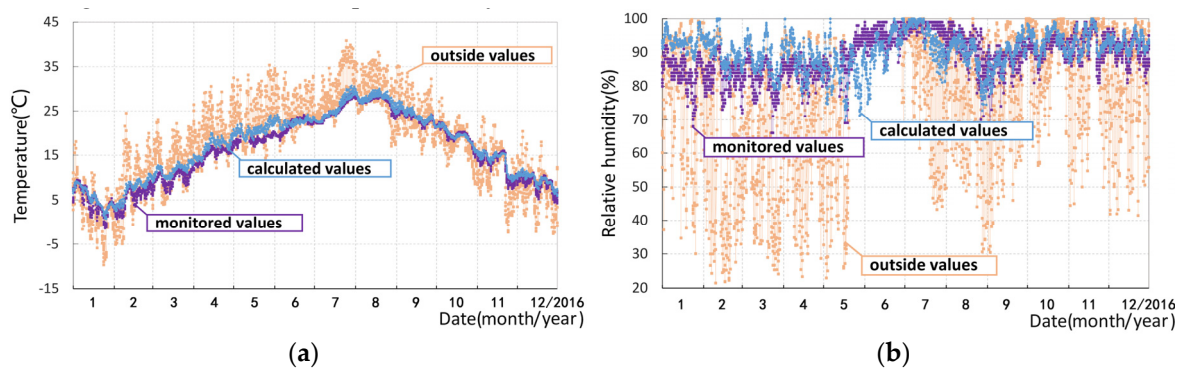 45
35
25
15
5
-5
-15
Temperature(℃)
outside values
calculated values
monitored values
1 2 3 4 5 6 7 8 9 10 11 12/2016
Date(month/year)
(a)
100
90
80
70
60
50
40
30
20
Relative humidity(%)
calculated values
monitored values
outside values
1 2 3 4 5 6 7 8 9 10 11 12/2016
Date(month/year)
(b)